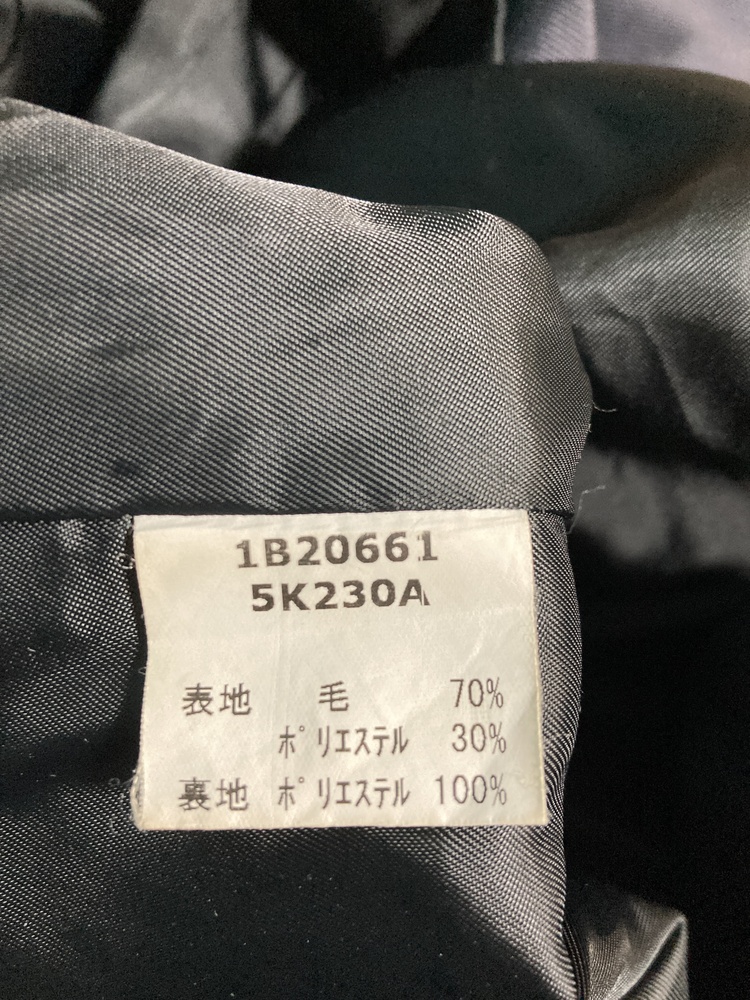 1B20661
5K230A
表地 毛 70%
ポリエステル 30%
裏地 ポリエステル 100%